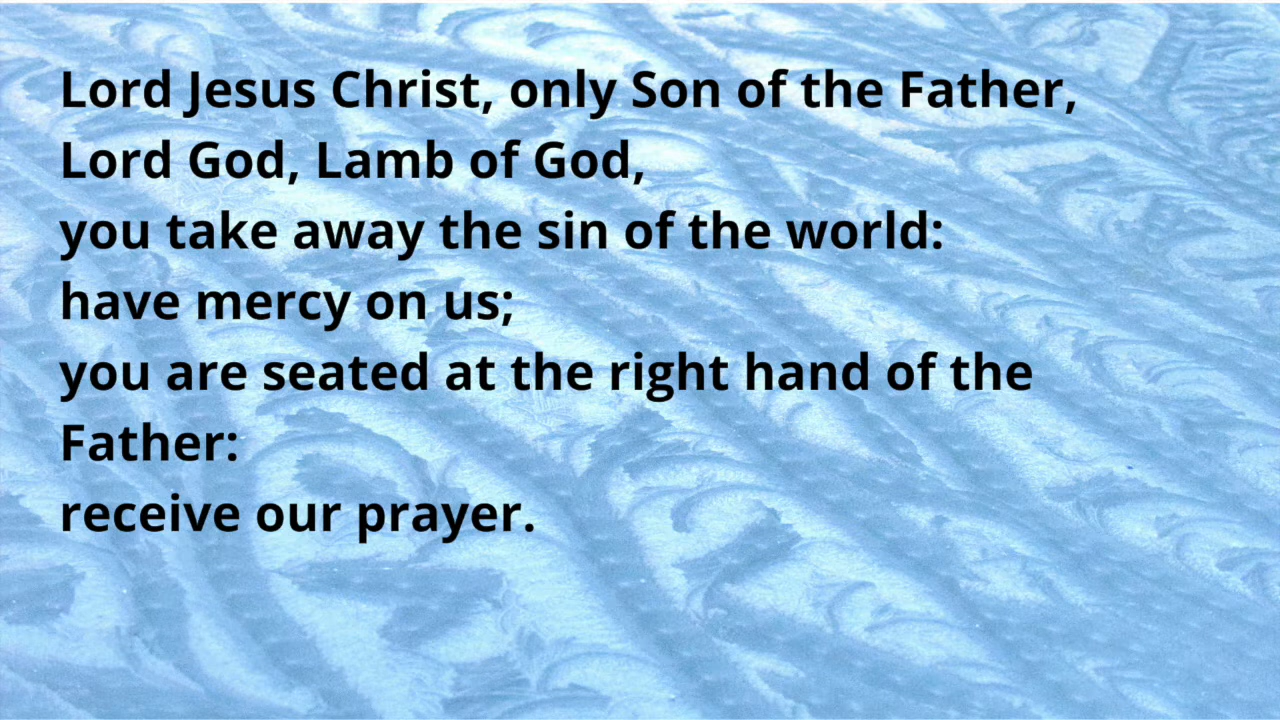 Lord Jesus Christ, only Son of the Father,
Lord God, Lamb of God,
you take away the sin of the world:
have mercy on us;
you are seated at the right hand of the
Father:
receive our prayer.